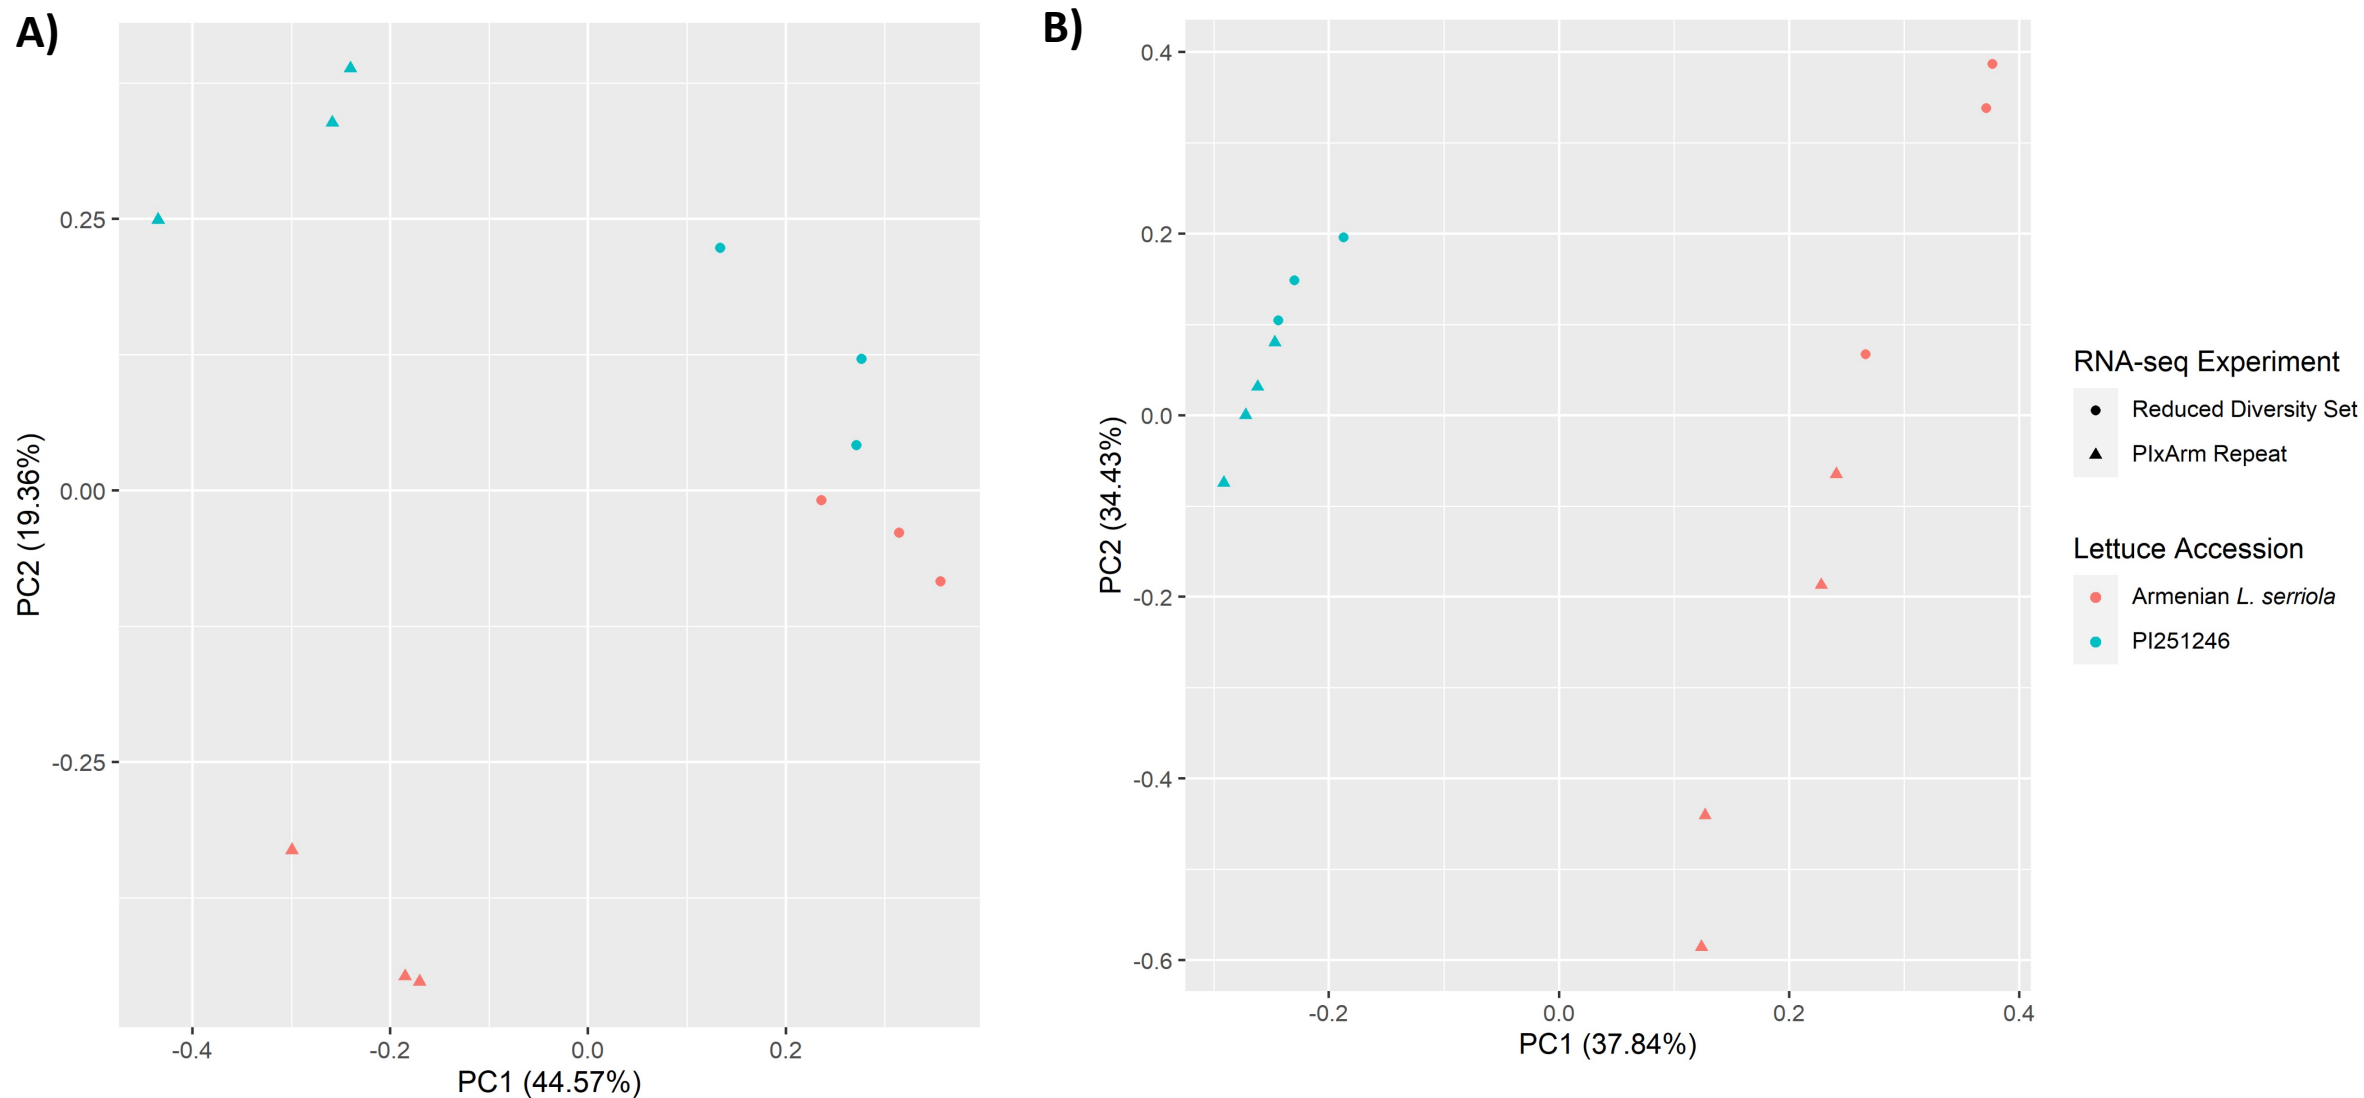 A)
0.25
0.00
-0.25
PC2 (19.36%)
-0.4
-0.2
0.0
0.2
PC1 (44.57%)
B)
0.4
0.2
0.0
-0.2
-0.4
-0.6
PC2 (34.43%)
-0.2
0.0
0.2
0.4
PC1 (37.84%)
RNA-seq Experiment
Reduced Diversity Set
PIxArm Repeat
Lettuce Accession
Armenian L. serriola
PI251246